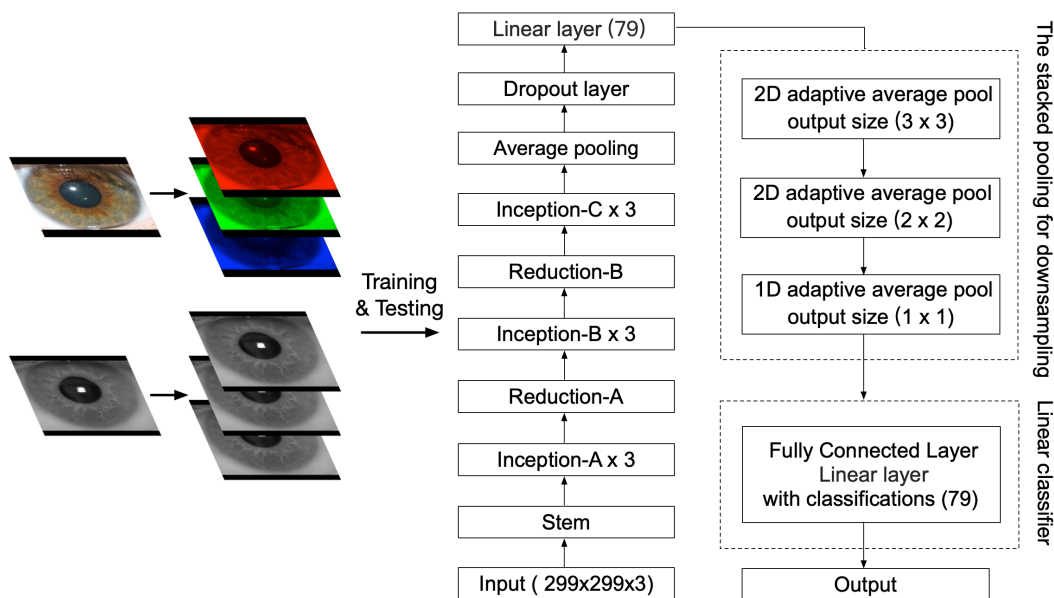 Linear layer (79)
Dropout layer
Average pooling
Inception-C x 3
Reduction-B
Inception-B x 3
Reduction-A
Inception-A x 3
Stem
Input ( 299x299x3)
Training
& Testing
2D adaptive average pool
output size (3 x 3)
2D adaptive average pool
output size (2 x 2)
1D adaptive average pool
output size (1 x 1)
The stacked pooling for downsampling
Fully Connected Layer
Linear layer
with classifications (79)
Linear classifier
Output